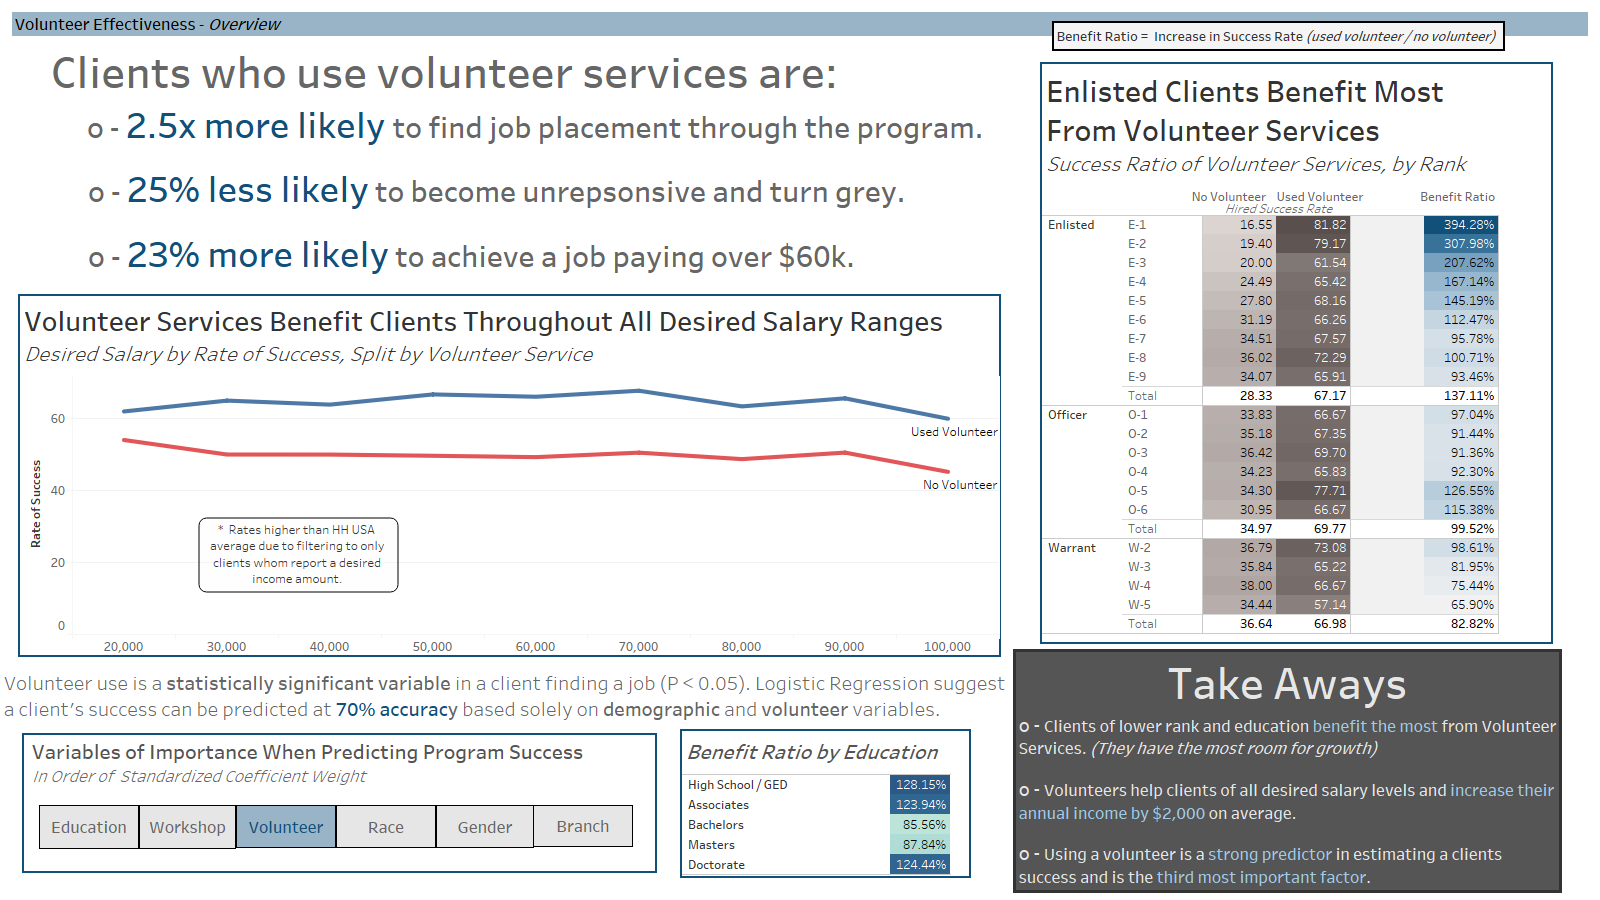 Volunteer Effectiveness - Overview
Benefit Ratio = Increase in Success Rate (used volunteer / no volunteer)
Clients who use volunteer services are:
o - 2.5x more likely to find job placement through the program.
o - 25% less likely to become unrepsonsive and turn grey.
o - 23% more likely to achieve a job paying over $60k.
Volunteer Services Benefit Clients Throughout All Desired Salary Ranges
Desired Salary by Rate of Success, Split by Volunteer Service
Rate of Success
60
40
20
0
Used Volunteer
No Volunteer
* Rates higher than HH USA
average due to filtering to only
clients whom report a desired
income amount.
20,000 30,000 40,000 50,000 60,000 70,000 80,000 90,000 100,000
Enlisted Clients Benefit Most
From Volunteer Services
Success Ratio of Volunteer Services, by Rank
No Volunteer Used Volunteer Benefit Ratio
Hired Success Rate
Enlisted E-1 16.55 81.82 394.28%
E-2 19.40 79.17 307.98%
E-3 20.00 61.54 207.62%
E-4 24.49 65.42 167.14%
E-5 27.80 68.16 145.19%
E-6 31.19 66.26 112.47%
E-7 34.51 67.57 95.78%
E-8 36.02 72.29 100.71%
E-9 34.07 65.91 93.46%
Total 28.33 67.17 137.11%
Officer O-1 33.83 66.67 97.04%
O-2 35.18 67.35 91.44%
O-3 36.42 69.70 91.36%
O-4 34.23 65.83 92.30%
O-5 34.30 77.71 126.55%
O-6 30.95 66.67 115.38%
Total 34.97 69.77 99.52%
Warrant W-2 36.79 73.08 98.61%
W-3 35.84 65.22 81.95%
W-4 38.00 66.67 75.44%
W-5 34.44 57.14 65.90%
Total 36.64 66.98 82.82%
Volunteer use is a statistically significant variable in a client finding a job (P < 0.05). Logistic Regression suggest
a client's success can be predicted at 70% accuracy based solely on demographic and volunteer variables.
Variables of Importance When Predicting Program Success
In Order of Standardized Coefficient Weight
Education Workshop Volunteer Race Gender Branch
Benefit Ratio by Education
High School / GED 128.15%
Associates 123.94%
Bachelors 85.56%
Masters 87.84%
Doctorate 124.44%
Take Aways
o - Clients of lower rank and education benefit the most from Volunteer
Services. (They have the most room for growth)
o - Volunteers help clients of all desired salary levels and increase their
annual income by $2,000 on average.
o - Using a volunteer is a strong predictor in estimating a clients
success and is the third most important factor.